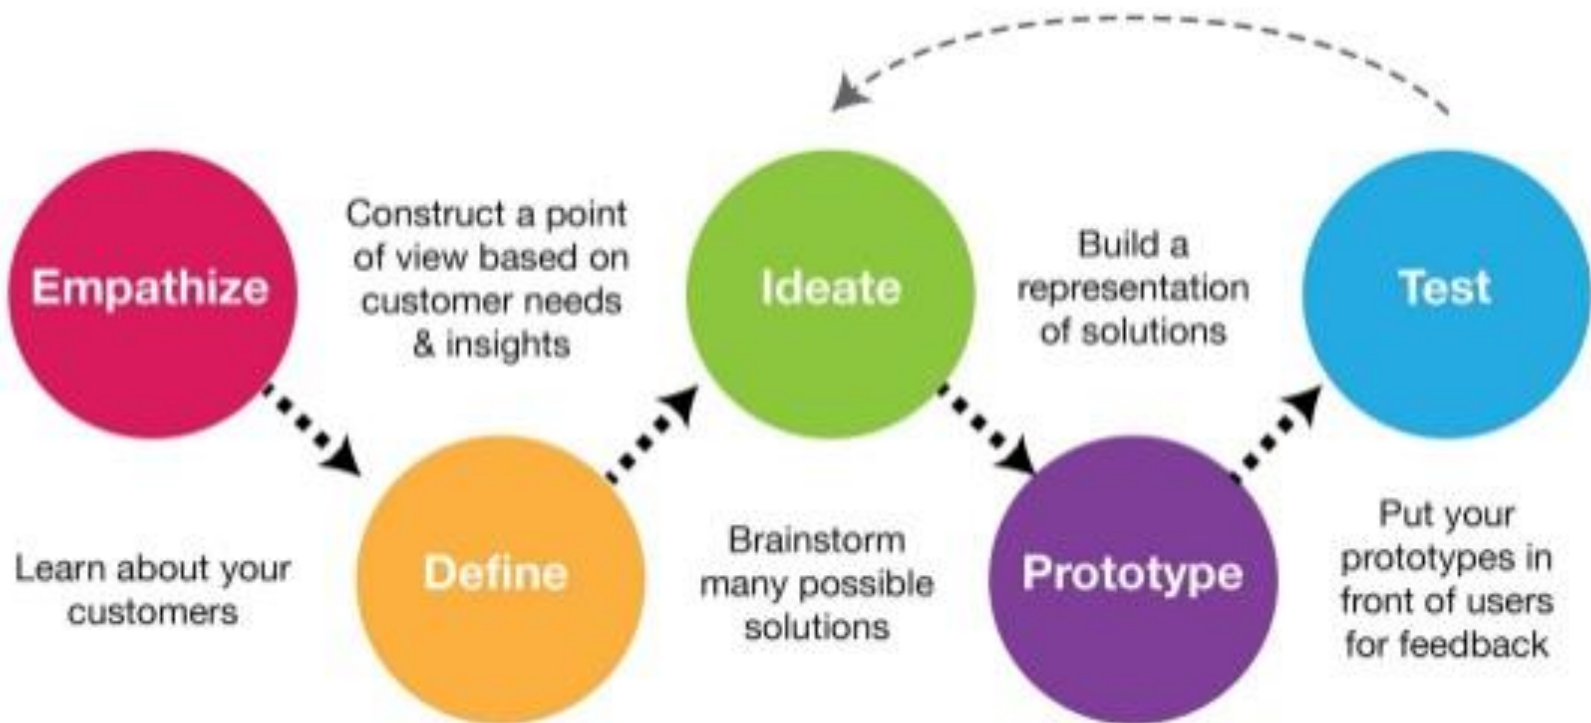 Empathize
Learn about your
customers
Define
Construct a point
of view based on
customer needs
& insights
Ideate
Brainstorm
many possible
solutions
Prototype
Build a
representation
of solutions
Test
Put your
prototypes in
front of users
for feedback